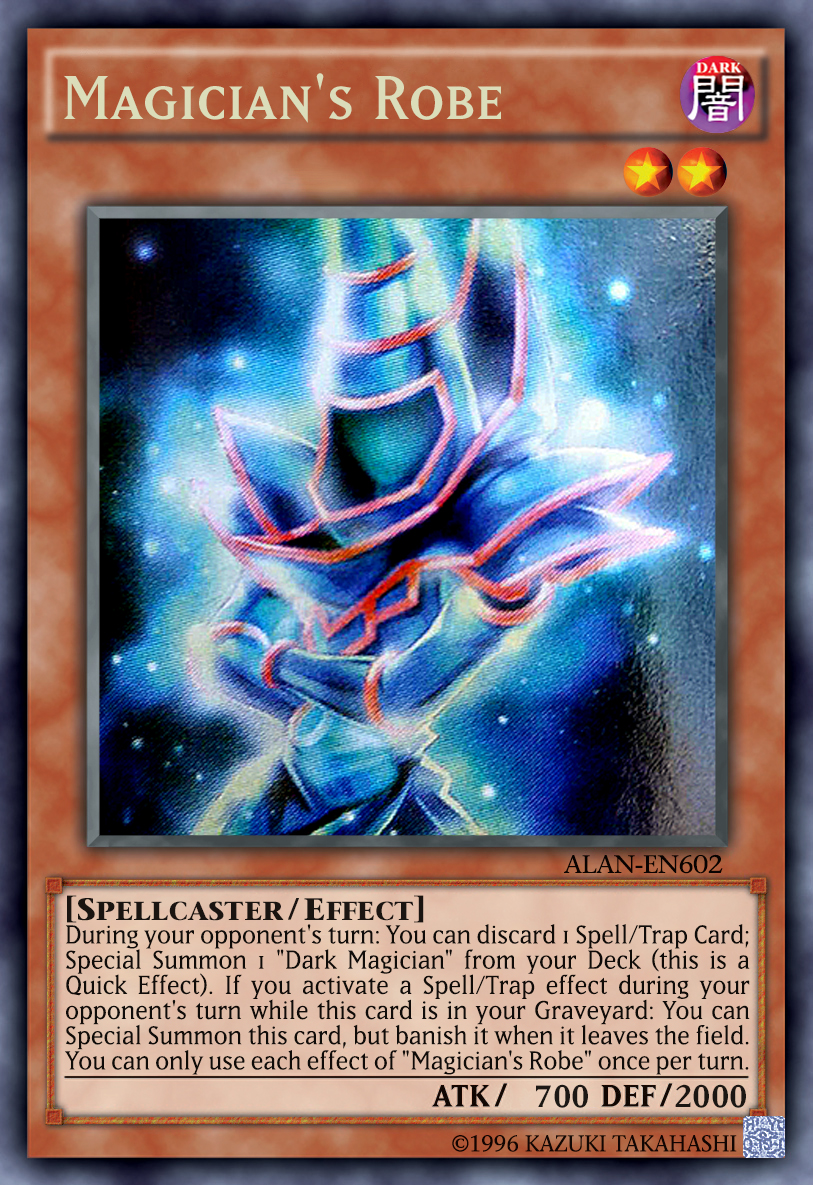 Magician's Robe
DARK
闇
ALAN-EN602
[Spellcaster/Effect]
During your opponent's turn: You can discard 1 Spell/Trap Card;
Special Summon 1 "Dark Magician" from your Deck (this is a
Quick Effect). If you activate a Spell/Trap effect during your
opponent's turn while this card is in your Graveyard: You can
Special Summon this card, but banish it when it leaves the field.
You can only use each effect of "Magician's Robe" once per turn.
ATK/ 700 DEF/2000
©1996 KAZUKI TAKAHASHI